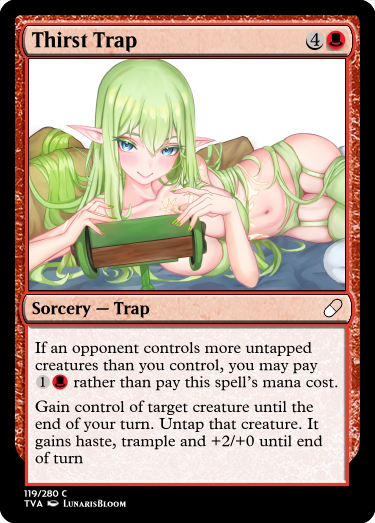 Thirst Trap
4
Sorcery — Trap
If an opponent controls more untapped
creatures than you control, you may pay
1 rather than pay this spell's mana cost.
Gain control of target creature until the
end of your turn. Untap that creature. It
gains haste, trample and +2/+0 until end
of turn
119/280 C
TVA LunarisBloom